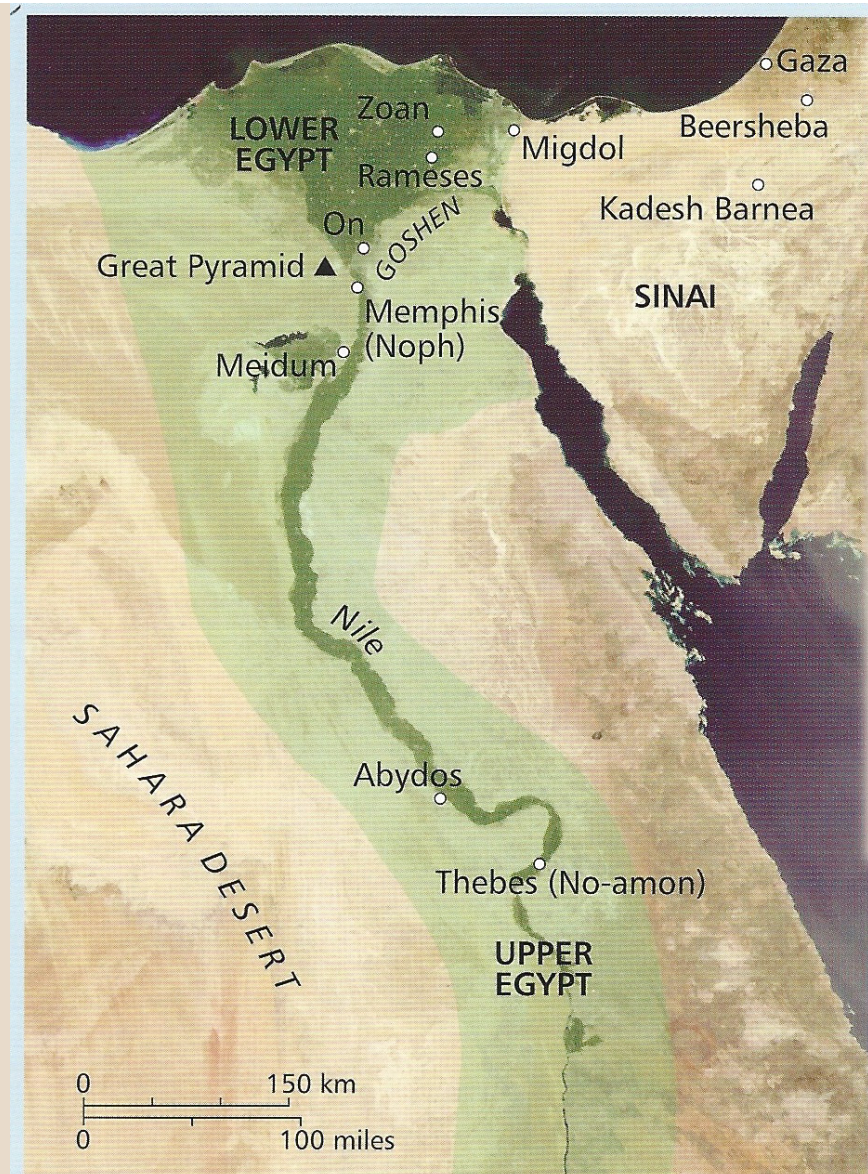 Gaza
Zoan
LOWER
EGYPT
Beersheba
Migdol
Rameses
Kadesh Barnea
On
GOSHEN
Great Pyramid
SINAI
Memphis
(Noph)
Meidum
Nile
SAHARA DESERT
Abydos
Thebes (No-amon)
UPPER
EGYPT
0 150 km
0 100 miles